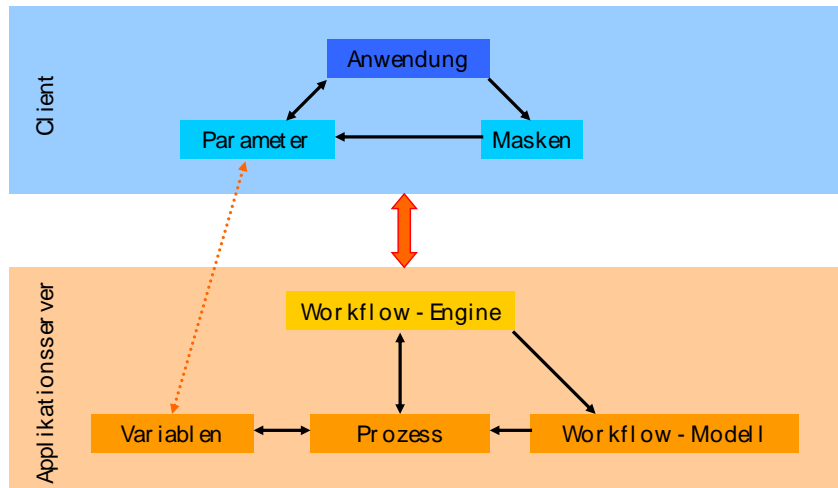 Client
Anwendung
Parameter
Masken
Applikationsserver
Workflow-Engine
Variablen
Prozess
Workflow-Modell